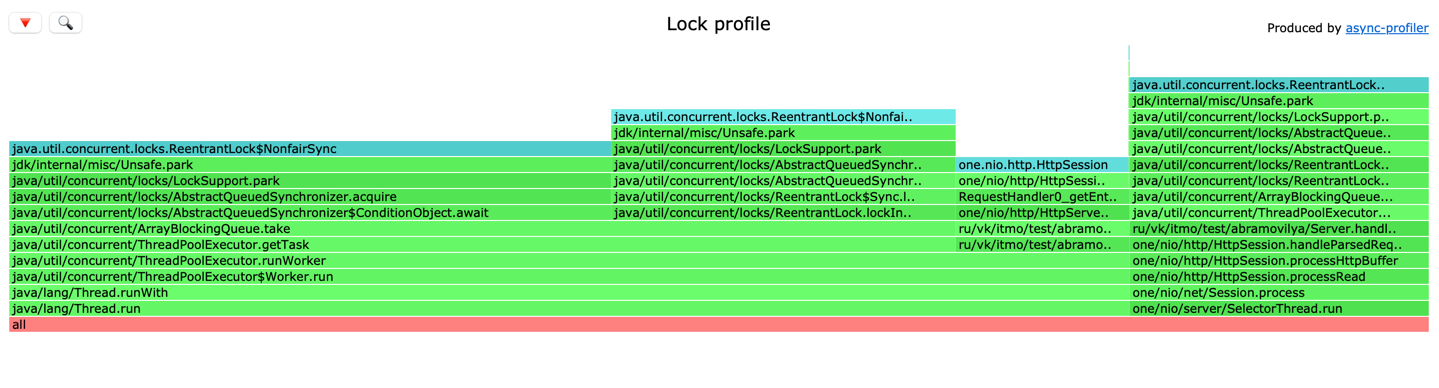 Lock profile
Produced by async-profiler
java.util.concurrent.locks.ReentrantLock..
jdk/internal/misc/Unsafe.park
java.util.concurrent.locks.ReentrantLock$Nonfai.. java/util/concurrent/locks/LockSupport.p..
jdk/internal/misc/Unsafe.park java/util/concurrent/locks/AbstractQueue..
java.util.concurrent.locks.ReentrantLock$NonfairSync java/util/concurrent/locks/LockSupport.park java/util/concurrent/locks/AbstractQueue..
jdk/internal/misc/Unsafe.park java/util/concurrent/locks/AbstractQueuedSynchr.. one.nio.http.HttpSession java/util/concurrent/locks/ReentrantLock..
java/util/concurrent/locks/LockSupport.park java/util/concurrent/locks/AbstractQueuedSynchr.. one/nio/http/HttpSessi.. java/util/concurrent/locks/ReentrantLock..
java/util/concurrent/locks/AbstractQueuedSynchronizer.acquire java/util/concurrent/locks/ReentrantLock$Sync.l.. RequestHandler0_getEnt.. java/util/concurrent/ArrayBlockingQueue...
java/util/concurrent/locks/AbstractQueuedSynchronizer$ConditionObject.await java/util/concurrent/locks/ReentrantLock.lockIn.. one/nio/http/HttpServe.. java/util/concurrent/ThreadPoolExecutor...
java/util/concurrent/ArrayBlockingQueue.take ru/vk/itmo/test/abramo.. ru/vk/itmo/test/abramovilya/Server.handl..
java/util/concurrent/ThreadPoolExecutor.getTask ru/vk/itmo/test/abramo.. one/nio/http/HttpSession.handleParsedReq..
java/util/concurrent/ThreadPoolExecutor.runWorker one/nio/http/HttpSession.processHttpBuffer
java/util/concurrent/ThreadPoolExecutor$Worker.run one/nio/http/HttpSession.processRead
java/lang/Thread.runWith one/nio/net/Session.process
java/lang/Thread.run one/nio/server/SelectorThread.run
all